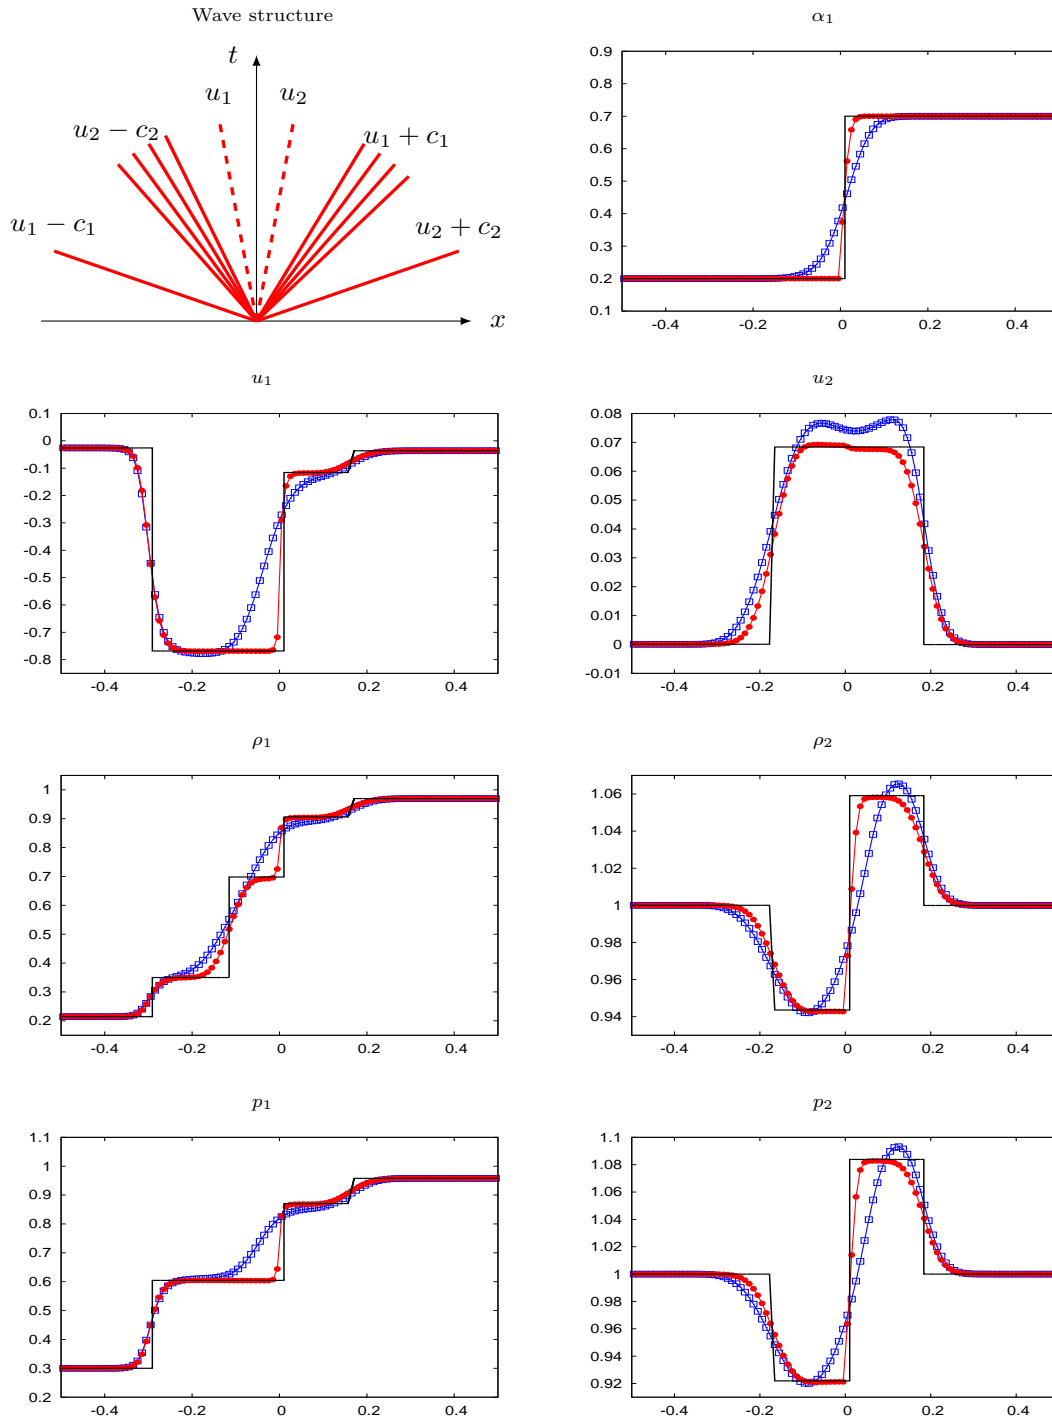 Wave structure
t
u₁
u₂
u₂ − c₂
u₁ + c₁
u₁ − c₁
u₂ + c₂
x
α₁
0.9
0.8
0.7
0.6
0.5
0.4
0.3
0.2
0.1
-0.4 -0.2 0 0.2 0.4
u₁
0.1
0
-0.1
-0.2
-0.3
-0.4
-0.5
-0.6
-0.7
-0.8
-0.4 -0.2 0 0.2 0.4
u₂
0.08
0.07
0.06
0.05
0.04
0.03
0.02
0.01
0
-0.01
-0.4 -0.2 0 0.2 0.4
ρ₁
1
0.9
0.8
0.7
0.6
0.5
0.4
0.3
0.2
-0.4 -0.2 0 0.2 0.4
ρ₂
1.06
1.04
1.02
1
0.98
0.96
0.94
-0.4 -0.2 0 0.2 0.4
p₁
1.1
1
0.9
0.8
0.7
0.6
0.5
0.4
0.3
0.2
-0.4 -0.2 0 0.2 0.4
p₂
1.1
1.08
1.06
1.04
1.02
1
0.98
0.96
0.94
0.92
-0.4 -0.2 0 0.2 0.4